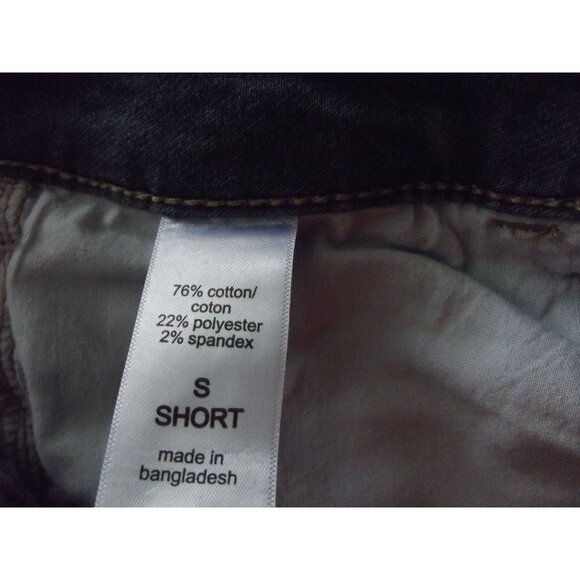 76% cotton/
coton
22% polyester
2% spandex
S
SHORT
made in
bangladesh